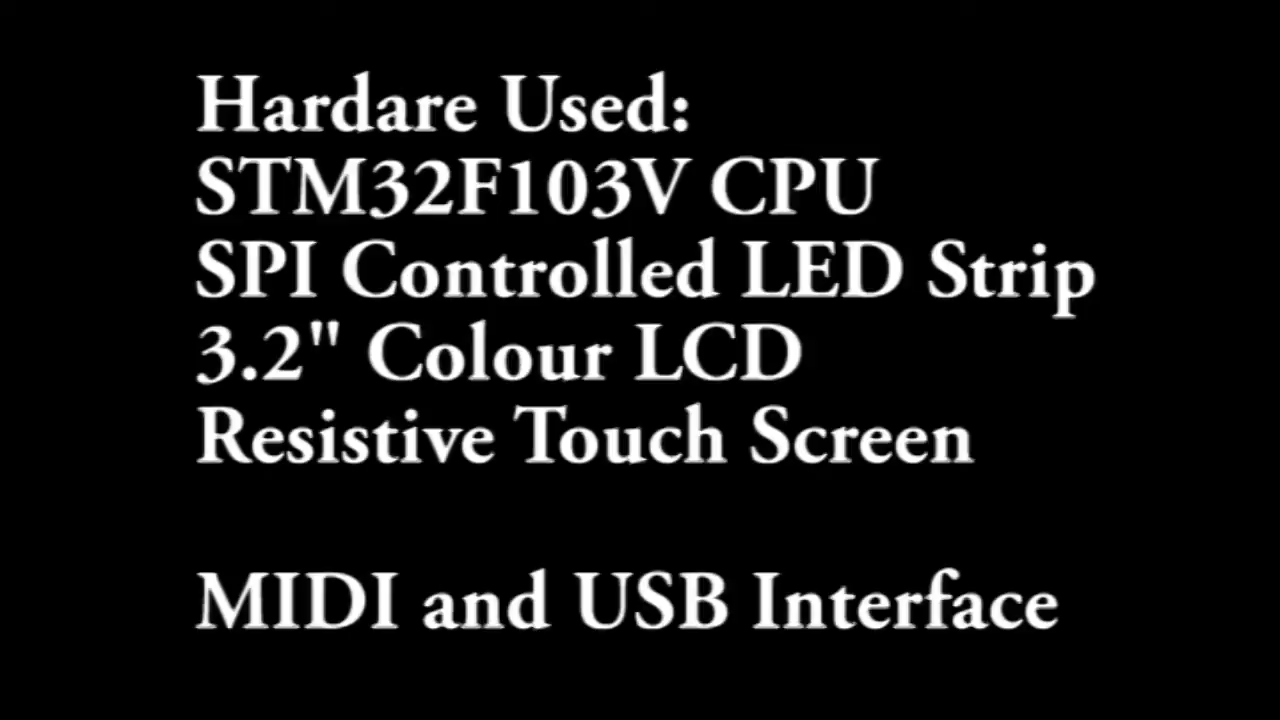 Hardare Used:
STM32F103V CPU
SPI Controlled LED Strip
3.2" Colour LCD
Resistive Touch Screen
MIDI and USB Interface